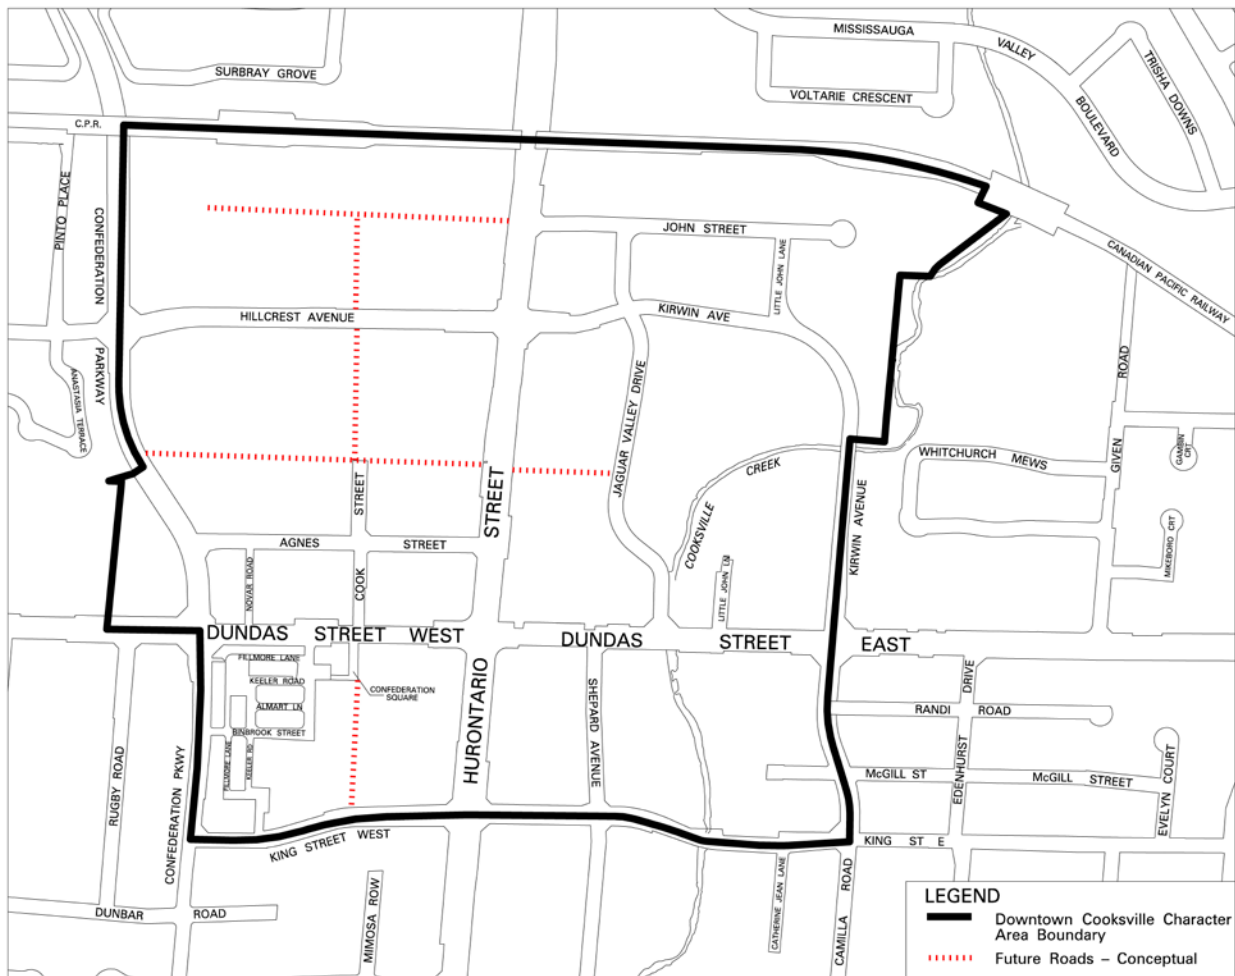 MISSISSAUGA
VALLEY
BOULEVARD
TRISHA DOWNS
SURBRAY GROVE
VOLTARIE CRESCENT
C.P.R.
PINTO PLACE
CONFEDERATION
PARKWAY
JOHN STREET
LITTLE JOHN LANE
CANADIAN PACIFIC RAILWAY
HILLCREST AVENUE
KIRWIN AVE
ANASTASIA TERRACE
JAGUAR VALLEY DRIVE
GIVEN
ROAD
WHITCHURCH MEWS
GAMBIN
CRT
CREEK
COOKSVILLE
STREET
STREET
KIRWIN AVENUE
MIKEBORO CRT
AGNES STREET
NOVAR ROAD
COOK
LITTLE JOHN LN
DUNDAS STREET WEST
DUNDAS STREET EAST
FILLMORE LANE
KEELER ROAD
CONFEDERATION
SQUARE
ALMART LN
BINBROOK STREET
FILLMORE LANE
KEELER RD
HURONTARIO
SHEPARD AVENUE
DRIVE
EDENHURST
RANDI ROAD
McGILL ST
McGILL STREET
EVELYN COURT
RUGBY ROAD
CONFEDERATION PKWY
KING STREET WEST
KING ST E
CATHERINE JEAN LANE
CAMILLA ROAD
DUNBAR ROAD
MIMOSA ROW
LEGEND
Downtown Cooksville Character
Area Boundary
Future Roads – Conceptual